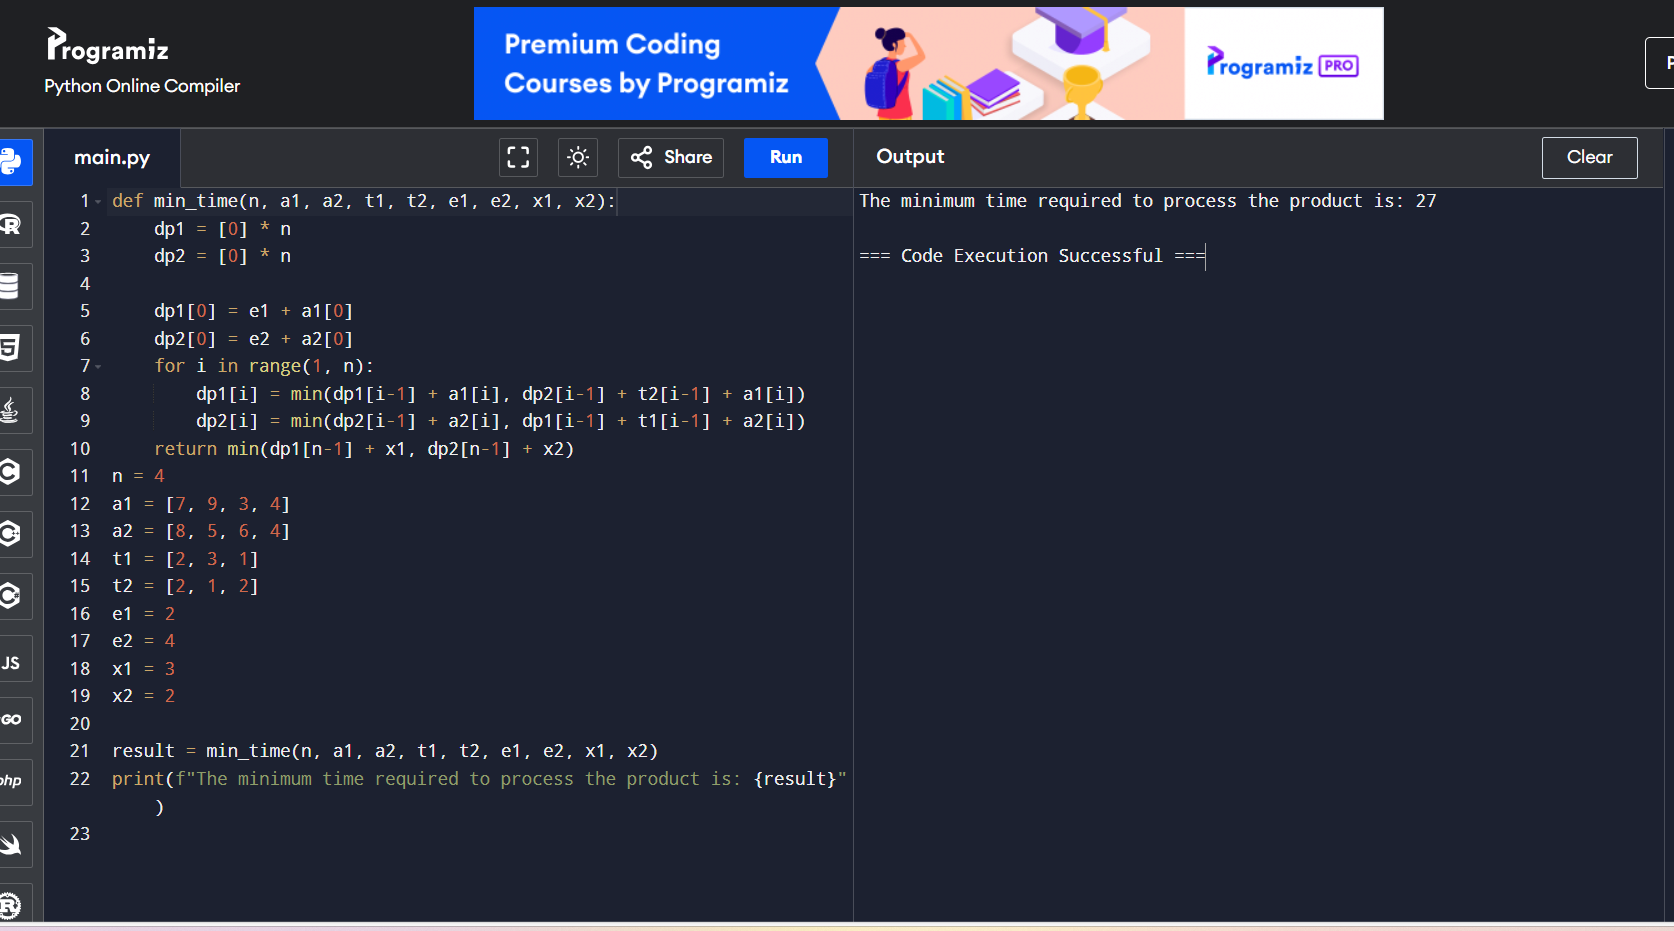 Programiz
Python Online Compiler
Premium Coding
Courses by Programiz
Programiz PRO
main.py
Share
Run
Output
Clear
1 def min_time(n, a1, a2, t1, t2, e1, e2, x1, x2):
2 dp1 = [0] * n
3 dp2 = [0] * n
4
5 dp1[0] = e1 + a1[0]
6 dp2[0] = e2 + a2[0]
7 for i in range(1, n):
8 dp1[i] = min(dp1[i-1] + a1[i], dp2[i-1] + t2[i-1] + a1[i])
9 dp2[i] = min(dp2[i-1] + a2[i], dp1[i-1] + t1[i-1] + a2[i])
10 return min(dp1[n-1] + x1, dp2[n-1] + x2)
11 n = 4
12 a1 = [7, 9, 3, 4]
13 a2 = [8, 5, 6, 4]
14 t1 = [2, 3, 1]
15 t2 = [2, 1, 2]
16 e1 = 2
17 e2 = 4
18 x1 = 3
19 x2 = 2
20
21 result = min_time(n, a1, a2, t1, t2, e1, e2, x1, x2)
22 print(f"The minimum time required to process the product is: {result}"
)
23
The minimum time required to process the product is: 27
=== Code Execution Successful ===
R
5
C
C++
C#
JS
GO
php
R